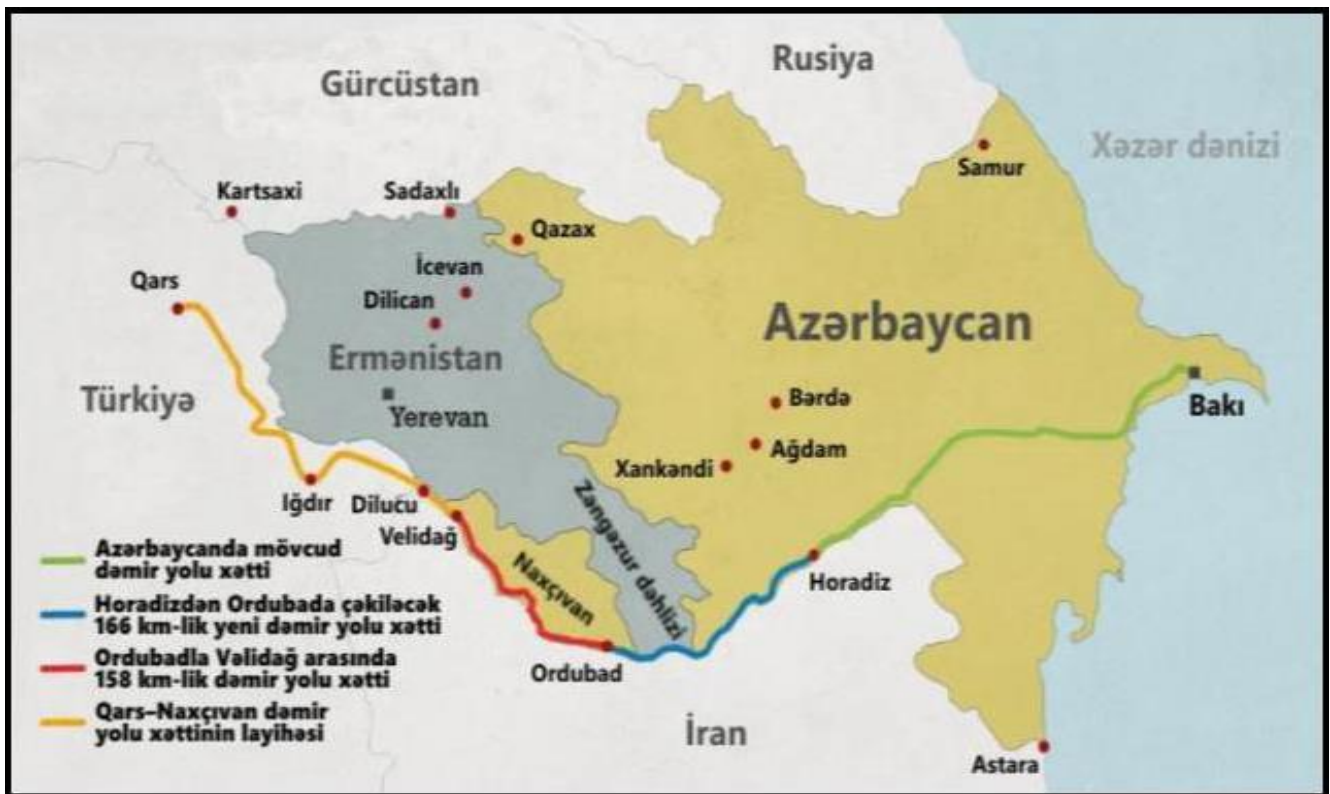 Rusiya
Gürcüstan
Xəzər dənizi
Samur
Kartsaxi
Sadaxlı
Qazax
İcevan
Qars
Dilican
Azərbaycan
Ermənistan
Türkiyə
Yerevan
Bərdə
Bakı
Ağdam
Xankəndi
Zəngəzur dəhlizi
İğdır
Dilucu
Velidağ
Naxçıvan
Horadiz
Ordubad
İran
Astara
Azərbaycanda mövcud
dəmir yolu xətti
Horadizdən Ordubada çəkiləcək
166 km-lik yeni dəmir yolu xətti
Ordubadla Vəlidağ arasında
158 km-lik dəmir yolu xətti
Qars–Naxçıvan dəmir
yolu xəttinin layihəsi